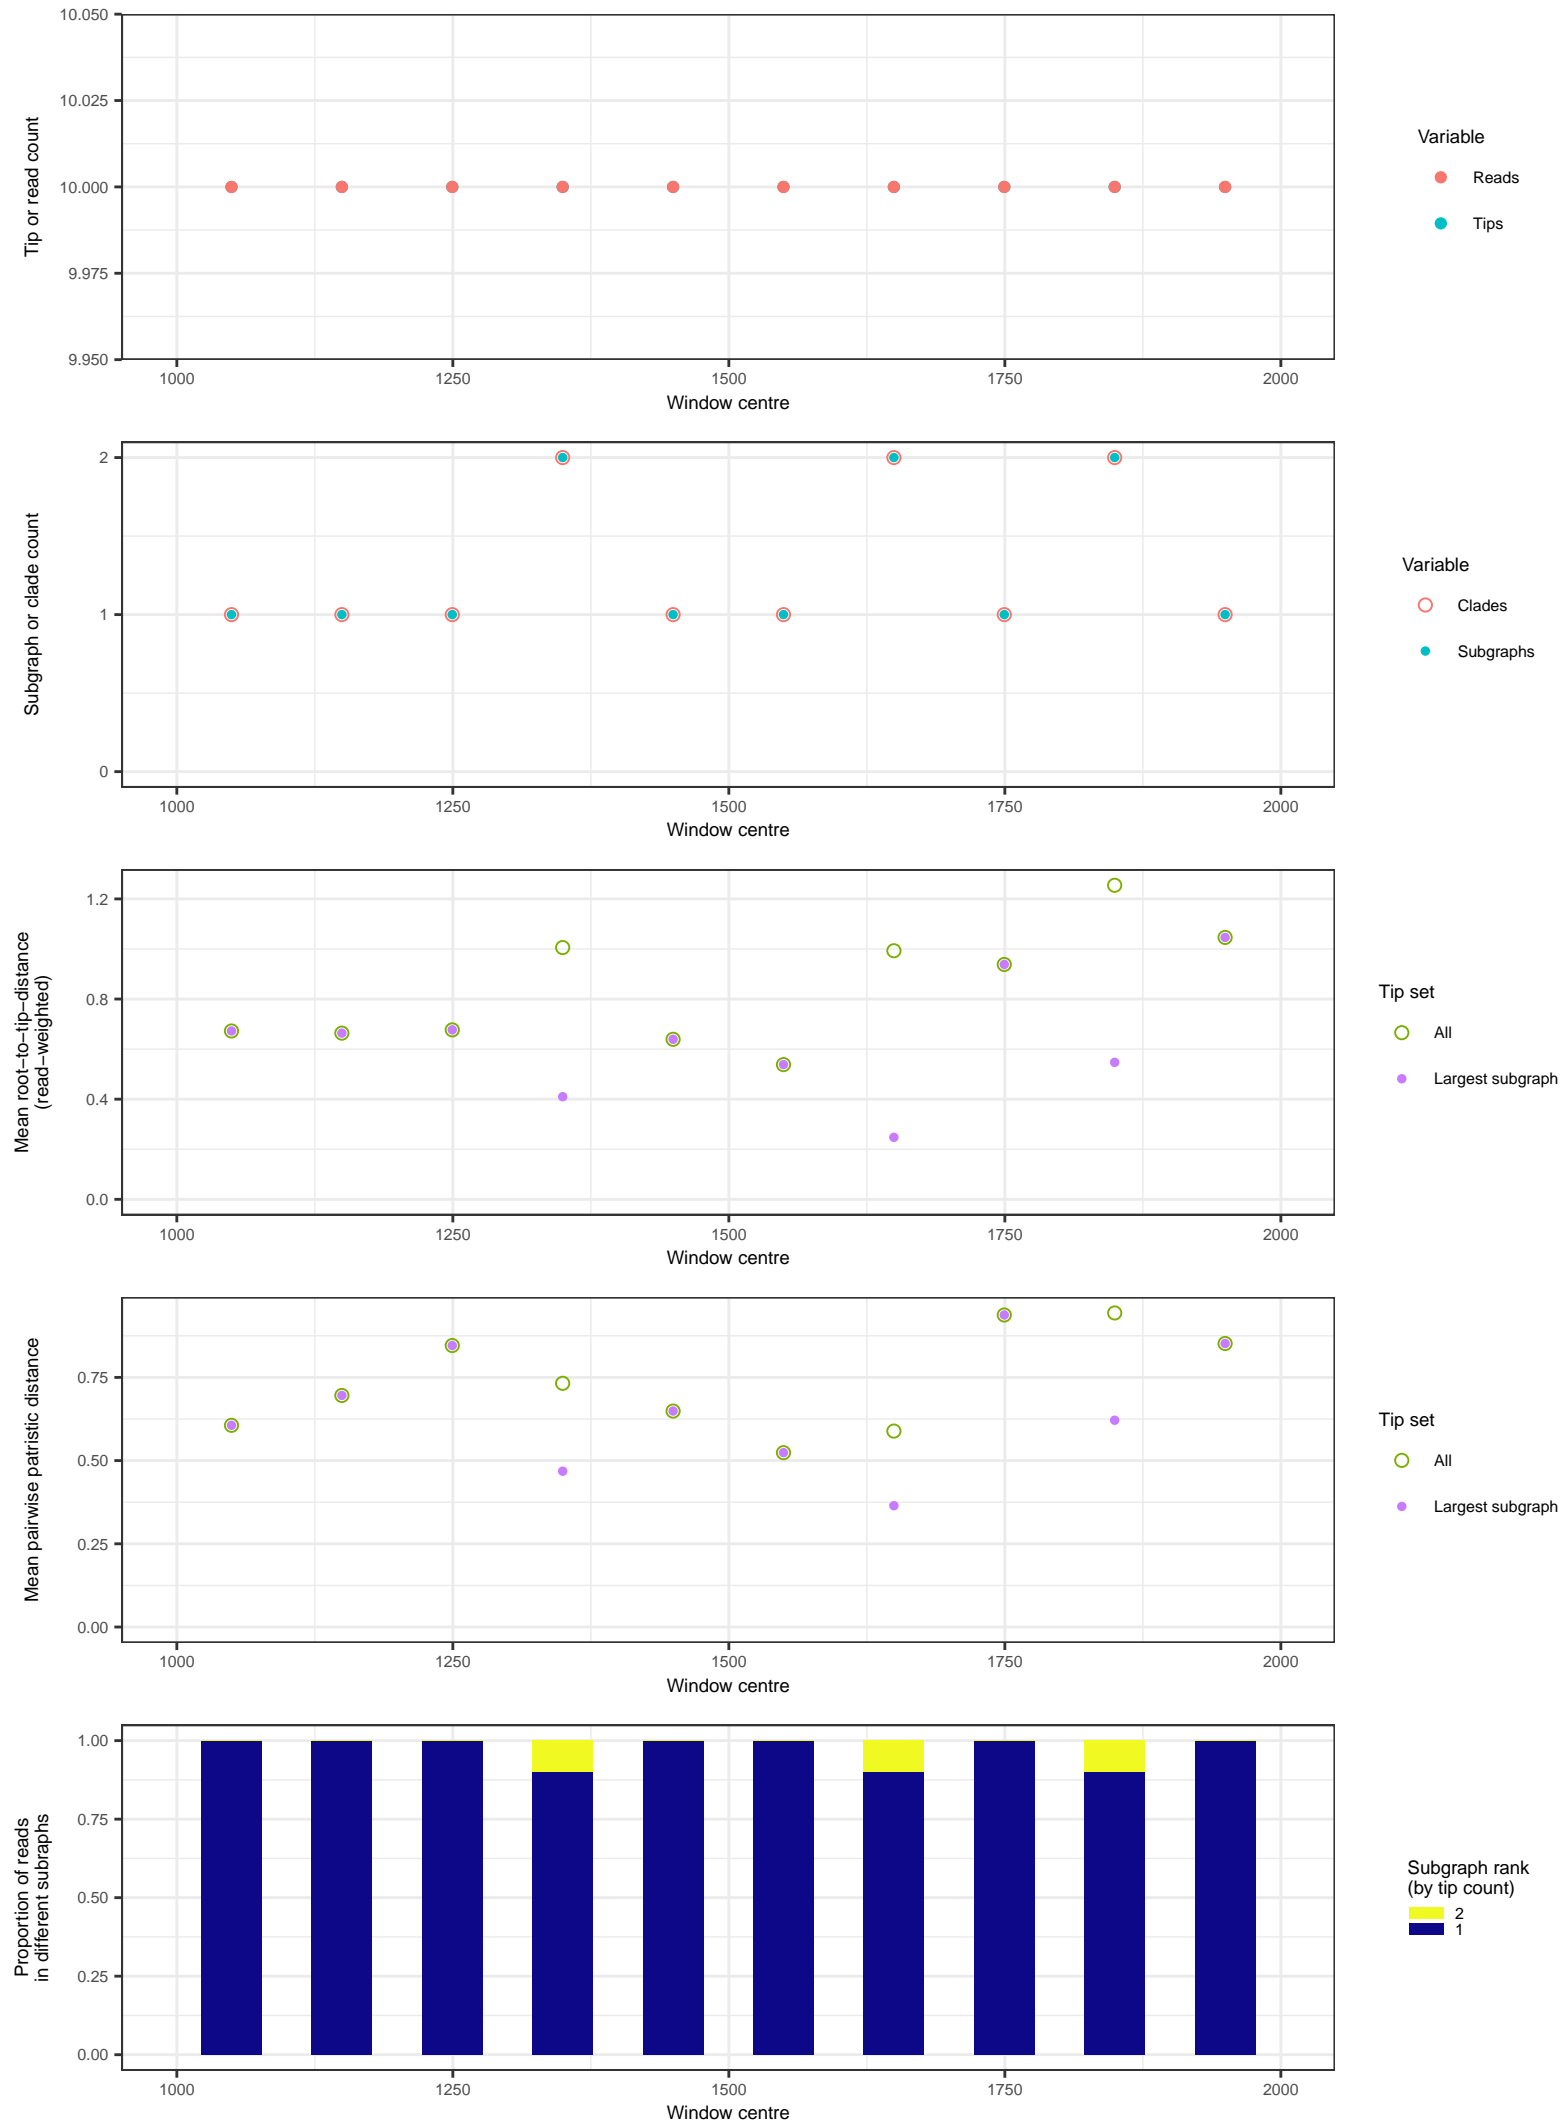 10.050
10.025
10.000
9.975
9.950
Tip or read count
1000 1250 1500 1750 2000
Window centre
Variable
Reads
Tips
2
1
0
Subgraph or clade count
1000 1250 1500 1750 2000
Window centre
Variable
Clades
Subgraphs
1.2
0.8
0.4
0.0
Mean root−to−tip−distance
(read−weighted)
1000 1250 1500 1750 2000
Window centre
Tip set
All
Largest subgraph
0.75
0.50
0.25
0.00
Mean pairwise patristic distance
1000 1250 1500 1750 2000
Window centre
Tip set
All
Largest subgraph
1.00
0.75
0.50
0.25
0.00
Proportion of reads
in different subraphs
1000 1250 1500 1750 2000
Window centre
Subgraph rank
(by tip count)
2
1